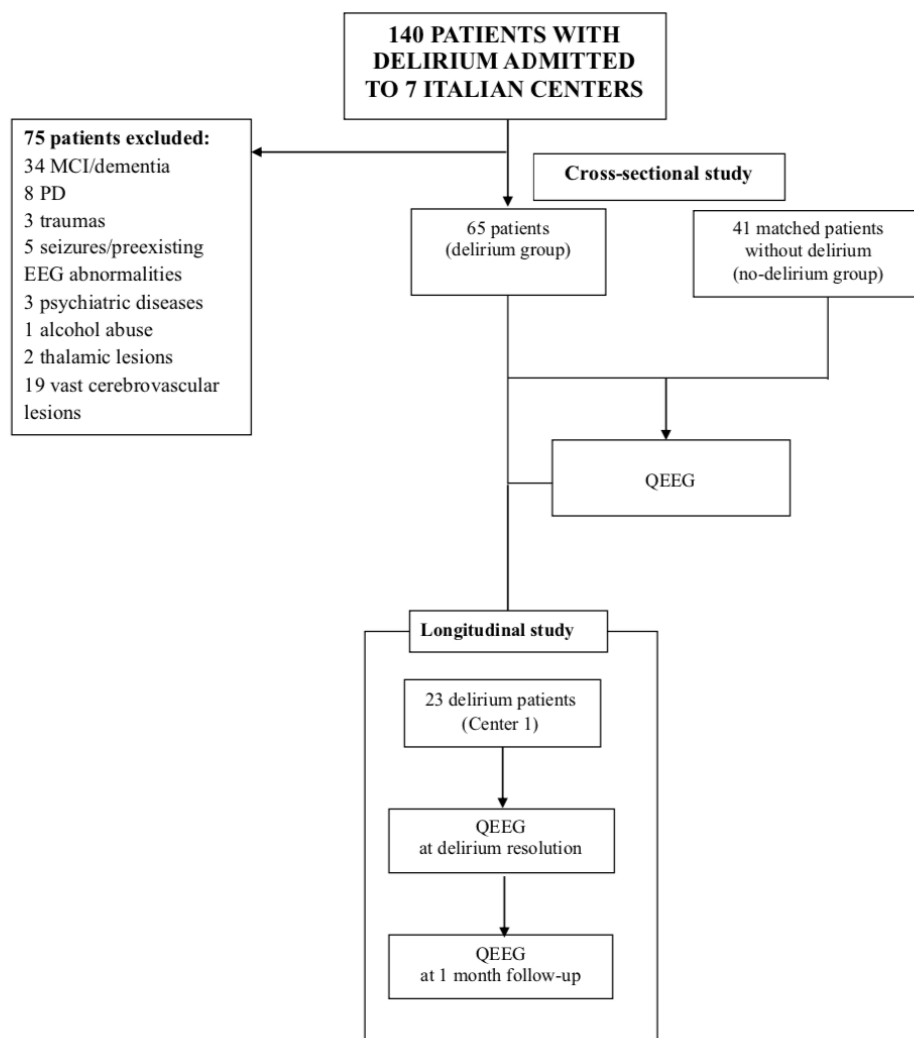 140 PATIENTS WITH
DELIRIUM ADMITTED
TO 7 ITALIAN CENTERS
75 patients excluded:
34 MCI/dementia
8 PD
3 traumas
5 seizures/preexisting
EEG abnormalities
3 psychiatric diseases
1 alcohol abuse
2 thalamic lesions
19 vast cerebrovascular
lesions
Cross-sectional study
65 patients
(delirium group)
41 matched patients
without delirium
(no-delirium group)
QEEG
Longitudinal study
23 delirium patients
(Center 1)
QEEG
at delirium resolution
QEEG
at 1 month follow-up